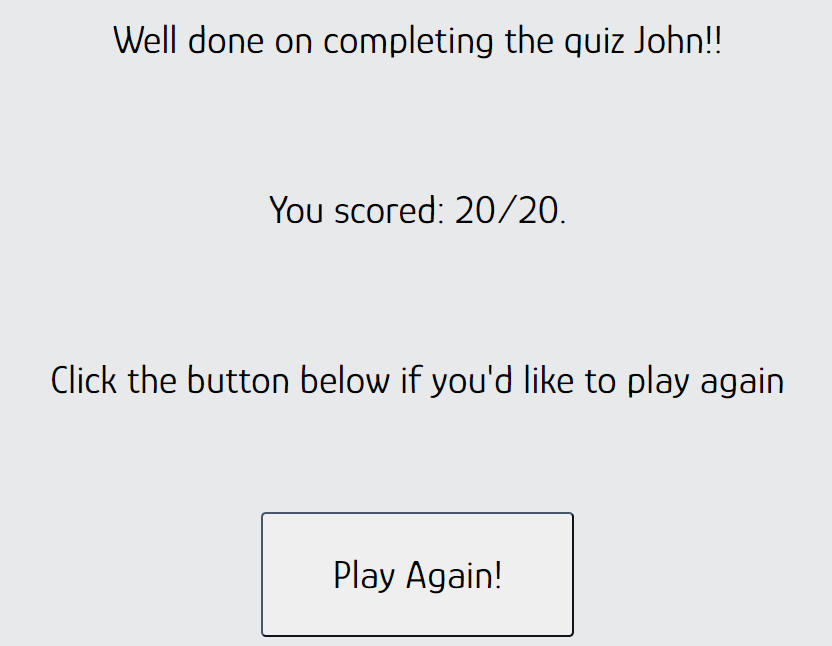 Well done on completing the quiz John!!
You scored: 20/20.
Click the button below if you'd like to play again
Play Again!